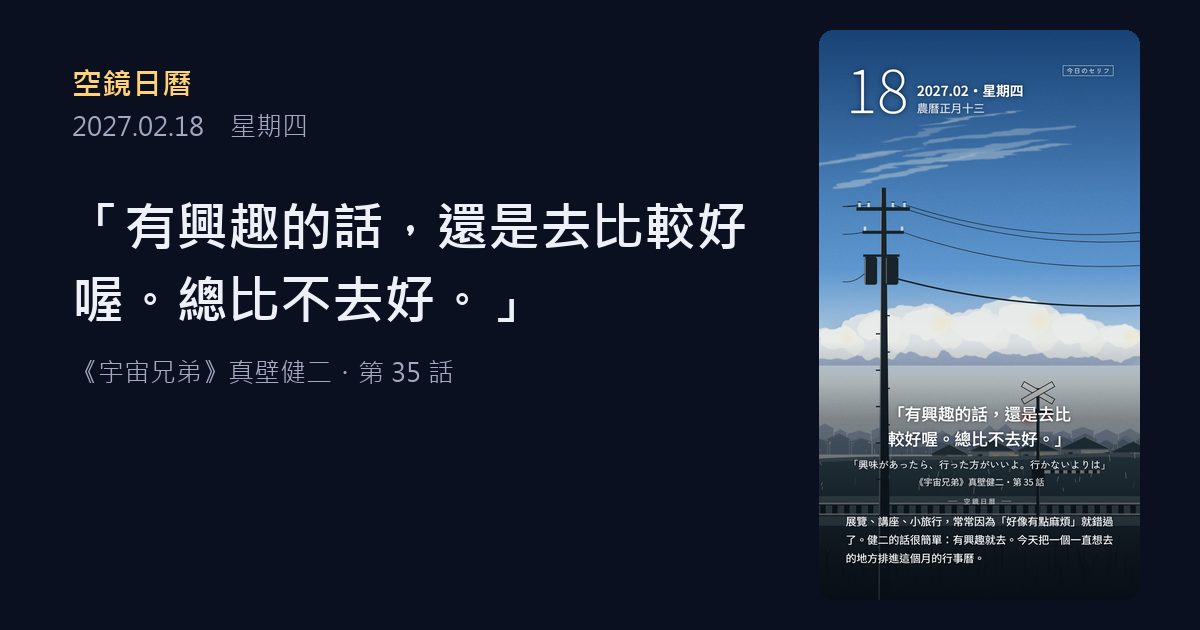 空鏡日曆
2027.02.18 星期四
「有興趣的話，還是去比較好
喔。總比不去好。」
《宇宙兄弟》真壁健二・第 35 話
18
2027.02・星期四
農曆正月十三
今日のセリフ
「有興趣的話，還是去比
較好喔。總比不去好。」
「興味があったら、行った方がいいよ。行かないよりは」
《宇宙兄弟》真壁健二・第 35 話
空鏡日曆
展覽、講座、小旅行，常常因為「好像有點麻煩」就錯過
了。健二的話很簡單：有興趣就去。今天把一個一直想去
的地方排進這個月的行事曆。